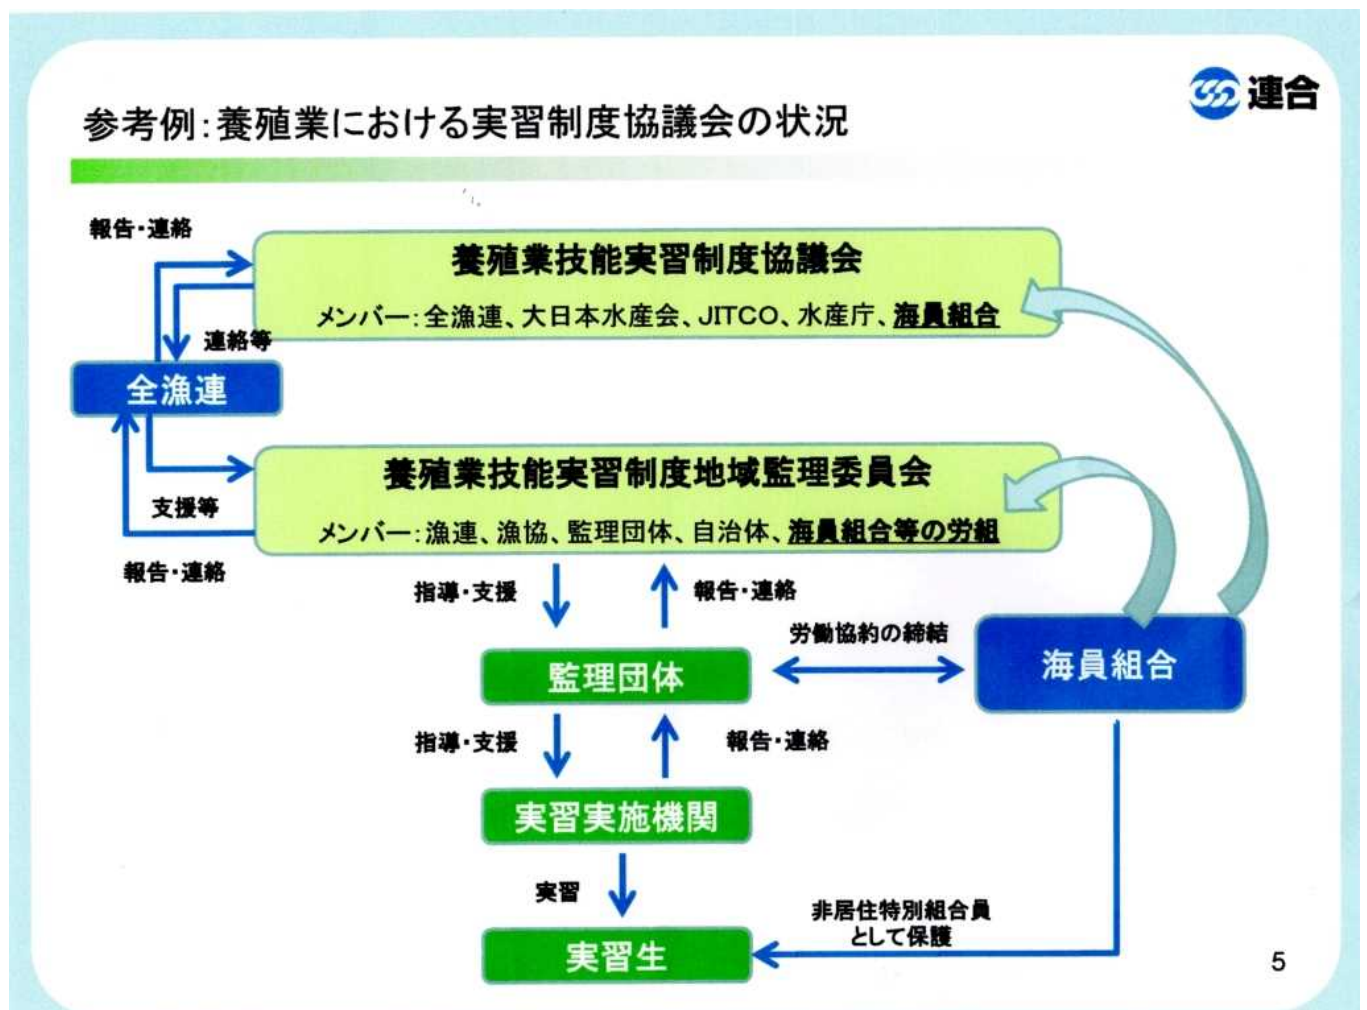 連合
参考例:養殖業における実習制度協議会の状況
報告・連絡
養殖業技能実習制度協議会
メンバー:全漁連、大日本水産会、JITCO、水産庁、海員組合
連絡等
全漁連
養殖業技能実習制度地域監理委員会
メンバー:漁連、漁協、監理団体、自治体、海員組合等の労組
支援等
報告・連絡
指導・支援
報告・連絡
労働協約の締結
監理団体
海員組合
指導・支援
報告・連絡
実習実施機関
実習
非居住特別組合員
として保護
実習生
5